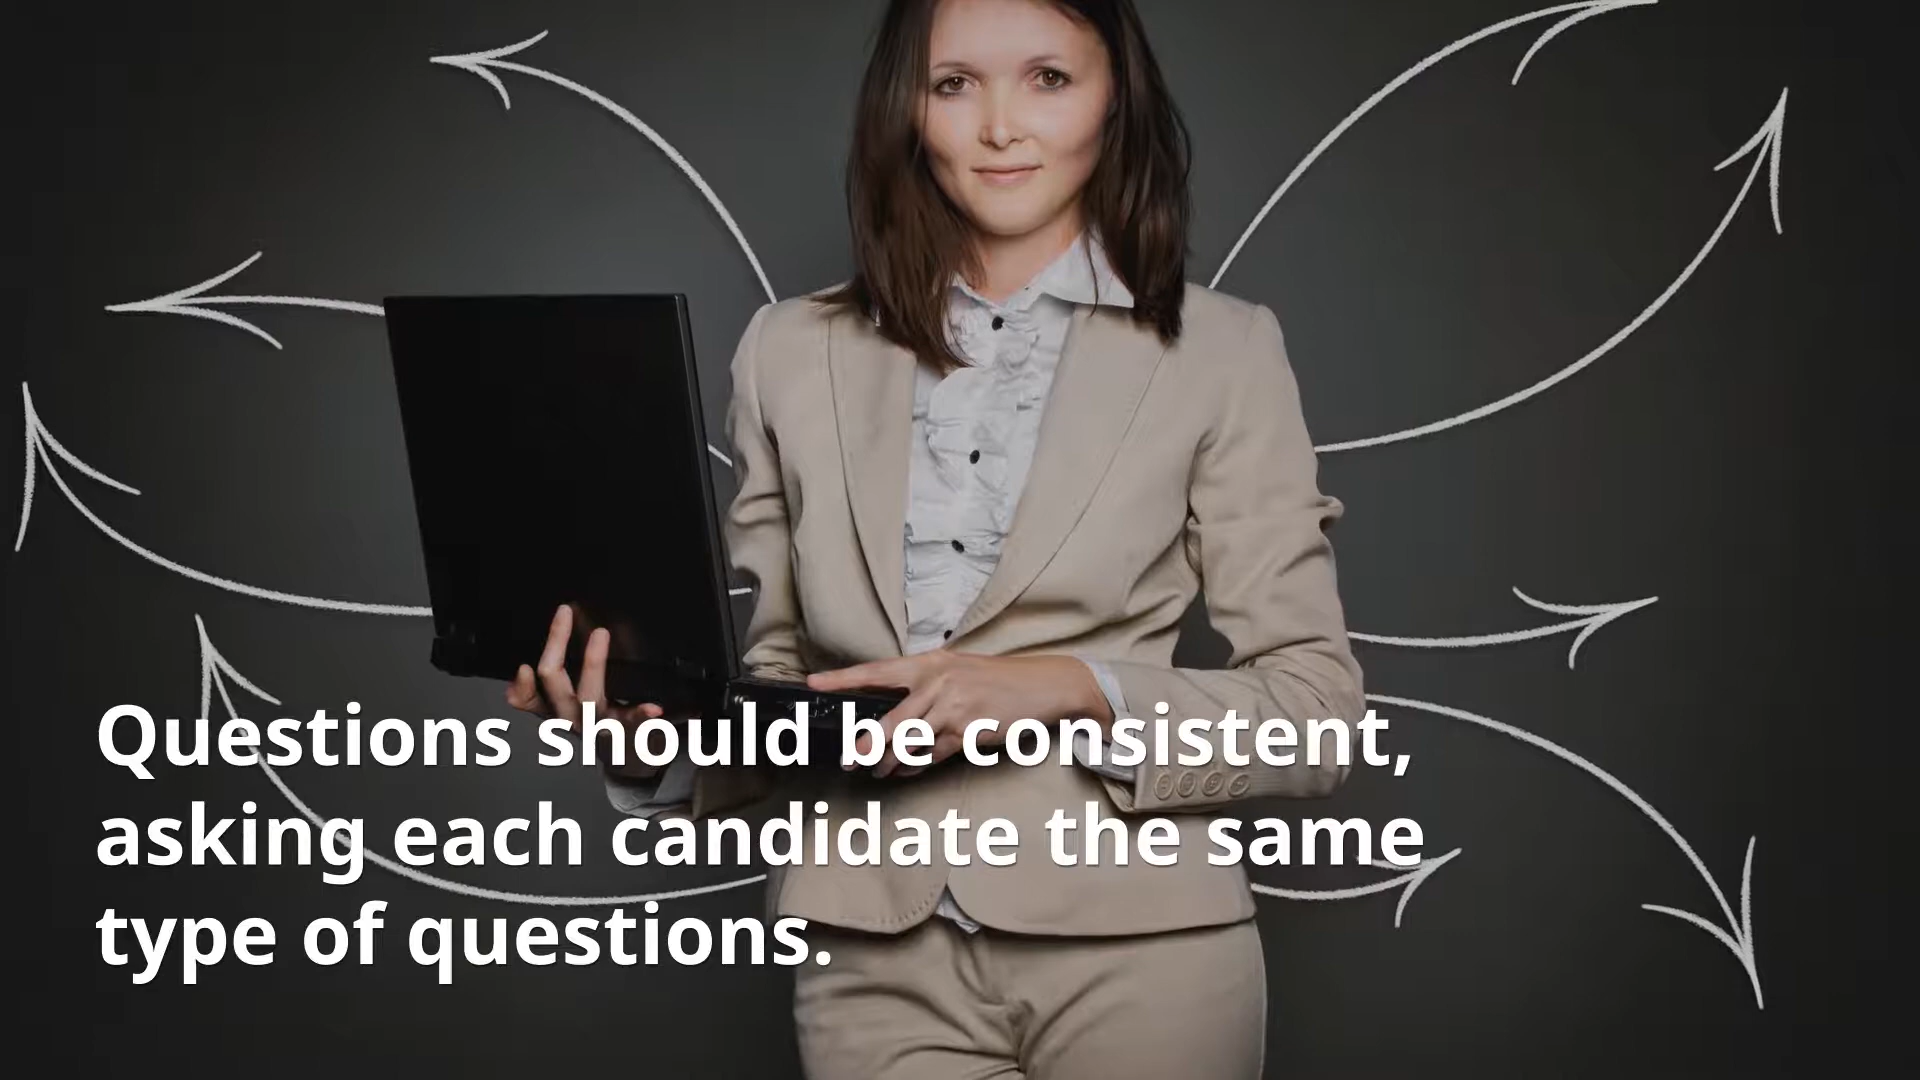 Questions should be consistent,
asking each candidate the same
type of questions.